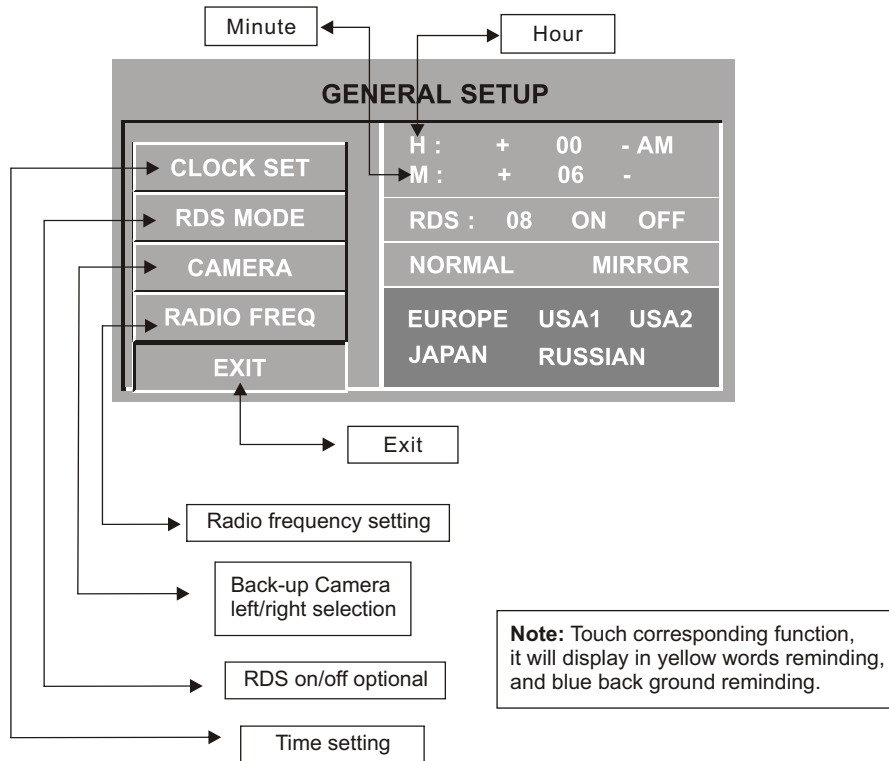 Minute
Hour
GENERAL SETUP
CLOCK SET
RDS MODE
CAMERA
RADIO FREQ
EXIT
H : + 00 - AM
M : + 06 -
RDS : 08 ON OFF
NORMAL MIRROR
EUROPE USA1 USA2
JAPAN RUSSIAN
Exit
Radio frequency setting
Back-up Camera
left/right selection
RDS on/off optional
Time setting
Note: Touch corresponding function,
it will display in yellow words reminding,
and blue back ground reminding.